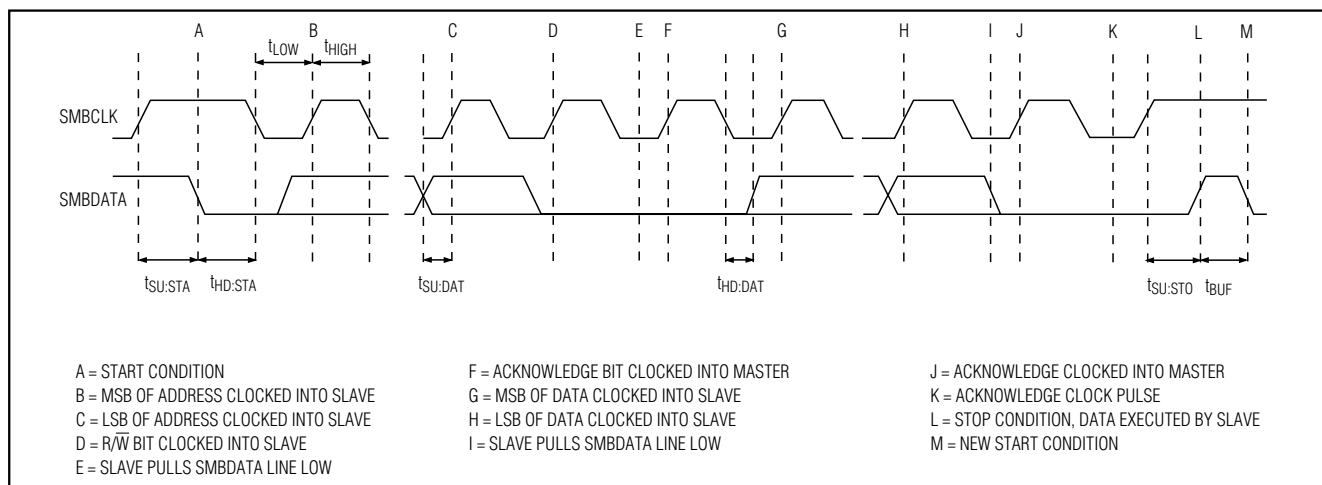 A B C D E F G H I J K L M
tLOW tHIGH
SMBCLK
SMBDATA
tSU:STA tHD:STA tSU:DAT tHD:DAT tSU:STO tBUF
A = START CONDITION
B = MSB OF ADDRESS CLOCKED INTO SLAVE
C = LSB OF ADDRESS CLOCKED INTO SLAVE
D = R/W̅ BIT CLOCKED INTO SLAVE
E = SLAVE PULLS SMBDATA LINE LOW
F = ACKNOWLEDGE BIT CLOCKED INTO MASTER
G = MSB OF DATA CLOCKED INTO SLAVE
H = LSB OF DATA CLOCKED INTO SLAVE
I = SLAVE PULLS SMBDATA LINE LOW
J = ACKNOWLEDGE CLOCKED INTO MASTER
K = ACKNOWLEDGE CLOCK PULSE
L = STOP CONDITION, DATA EXECUTED BY SLAVE
M = NEW START CONDITION